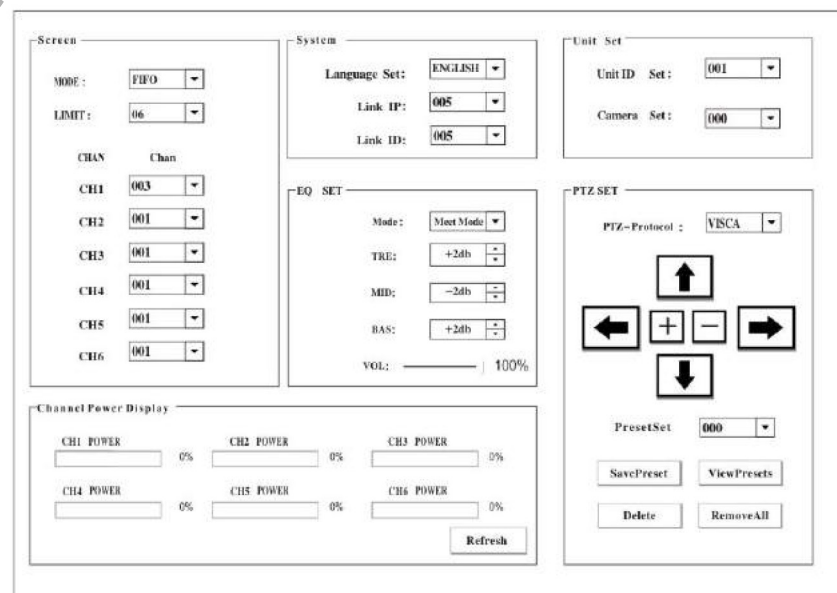 Screen
MODE : FIFO
LIMIT : 06
CHAN Chan
CH1 003
CH2 001
CH3 001
CH4 001
CH5 001
CH6 001
System
Language Set: ENGLISH
Link IP: 005
Link ID: 005
EQ SET
Mode: Meet Mode
TRE: +2db
MID: −2db
BAS: +2db
VOL: 100%
Unit Set
Unit ID Set: 001
Camera Set: 000
PTZ SET
PTZ-Protocol : VISCA
+ −
PresetSet 000
SavePreset ViewPresets
Delete RemoveAll
Channel Power Display
CH1 POWER CH2 POWER CH3 POWER
0% 0% 0%
CH4 POWER CH5 POWER CH6 POWER
0% 0% 0%
Refresh